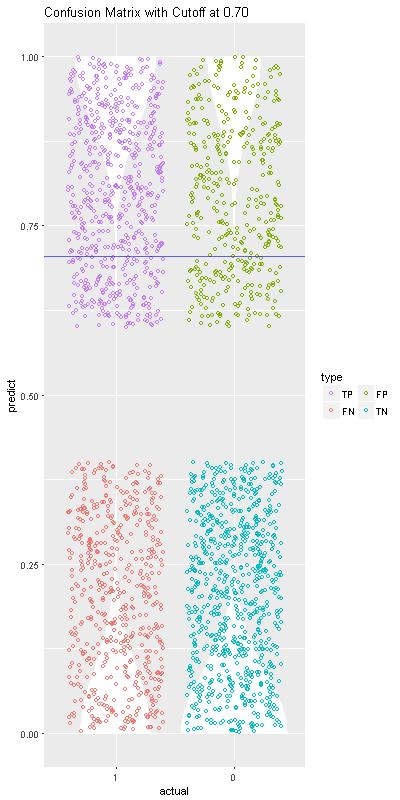 Confusion Matrix with Cutoff at 0.70
1.00
0.75
0.50
0.25
0.00
predict
1 0
actual
type
TP FP
FN TN